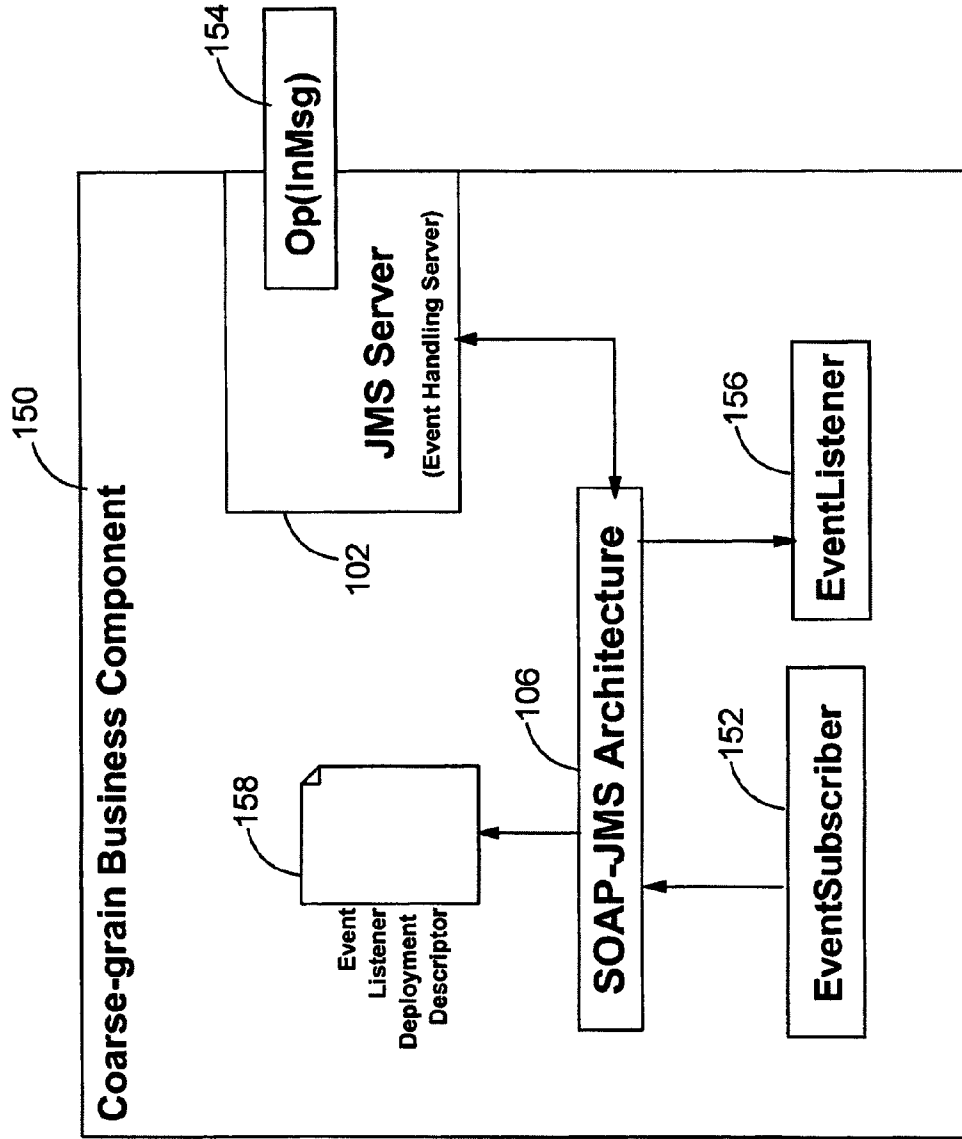 Coarse-grain Business Component
150
Event
Listener
Deployment
Descriptor
158
102
JMS Server
(Event Handling Server)
Op(InMsg)
154
SOAP-JMS Architecture
106
EventSubscriber
152
EventListener
156